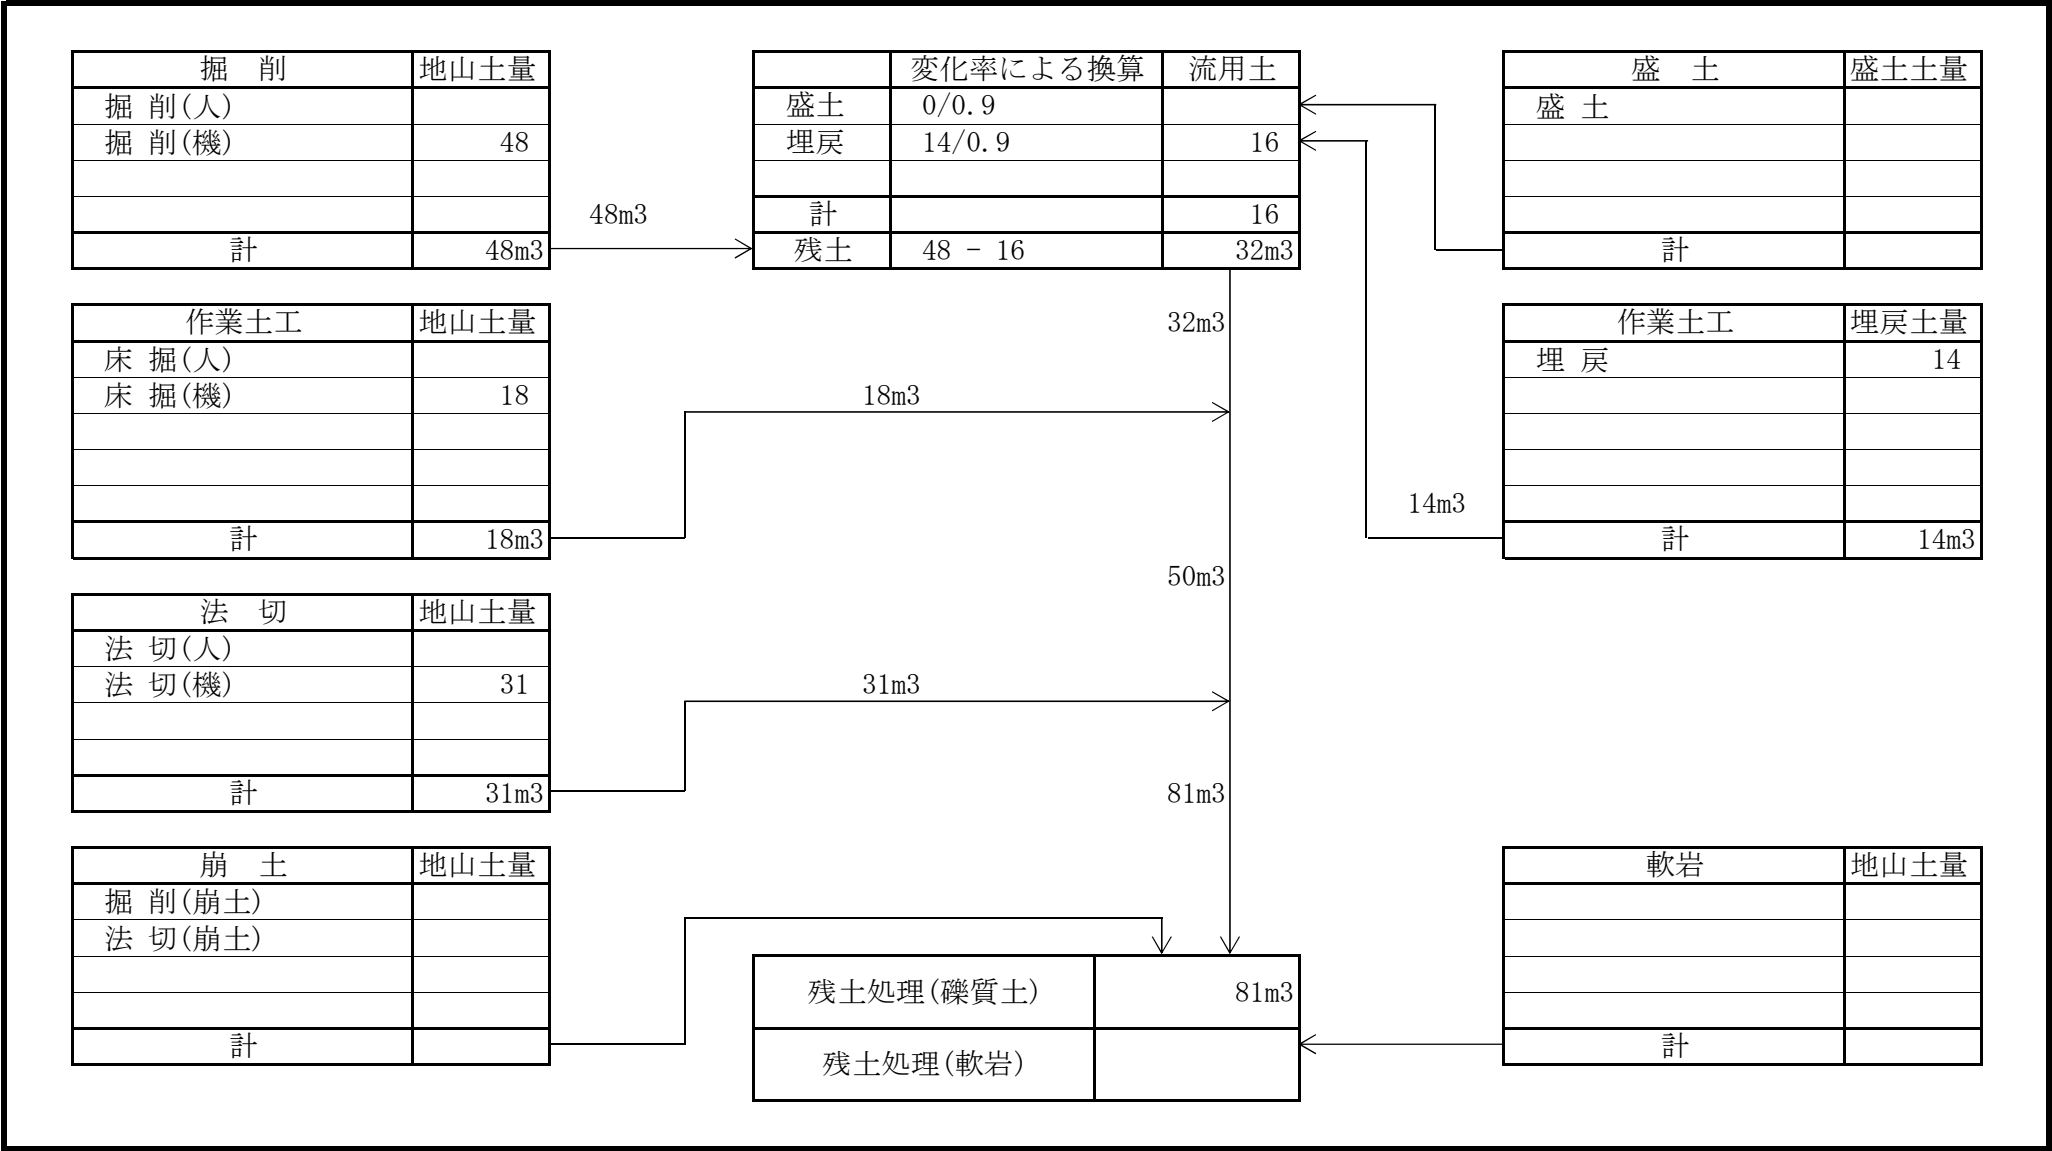 掘　削 地山土量
掘 削(人)
掘 削(機) 48
計 48m3
48m3
変化率による換算 流用土
盛土 0/0.9
埋戻 14/0.9 16
計 16
残土 48 - 16 32m3
盛　土 盛土土量
盛 土
計
作業土工 地山土量
床 掘(人)
床 掘(機) 18
計 18m3
32m3
18m3
作業土工 埋戻土量
埋 戻 14
計 14m3
14m3
50m3
法　切 地山土量
法 切(人)
法 切(機) 31
計 31m3
31m3
81m3
崩　土 地山土量
掘 削(崩土)
法 切(崩土)
計
残土処理(礫質土) 81m3
残土処理(軟岩)
軟岩 地山土量
計